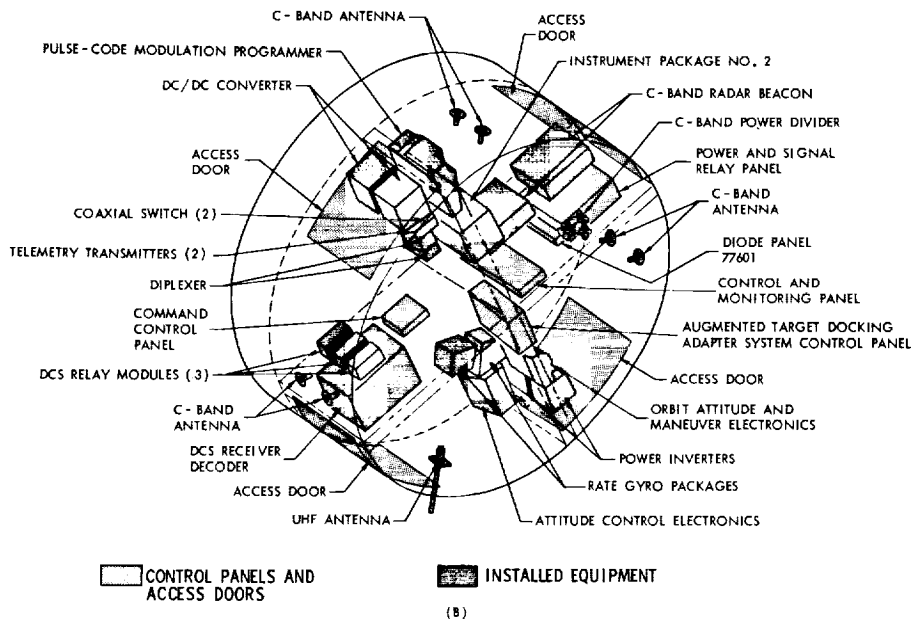 C-BAND ANTENNA
ACCESS
DOOR
PULSE-CODE MODULATION PROGRAMMER
INSTRUMENT PACKAGE NO. 2
DC/DC CONVERTER
C-BAND RADAR BEACON
C-BAND POWER DIVIDER
ACCESS
DOOR
POWER AND SIGNAL
RELAY PANEL
COAXIAL SWITCH (2)
C-BAND
ANTENNA
TELEMETRY TRANSMITTERS (2)
DIODE PANEL
77601
DIPLEXER
CONTROL AND
MONITORING PANEL
COMMAND
CONTROL
PANEL
AUGMENTED TARGET DOCKING
ADAPTER SYSTEM CONTROL PANEL
DCS RELAY MODULES (3)
ACCESS DOOR
C-BAND
ANTENNA
ORBIT ATTITUDE AND
MANEUVER ELECTRONICS
DCS RECEIVER
DECODER
POWER INVERTERS
ACCESS DOOR
RATE GYRO PACKAGES
UHF ANTENNA
ATTITUDE CONTROL ELECTRONICS
CONTROL PANELS AND
ACCESS DOORS
INSTALLED EQUIPMENT
(B)